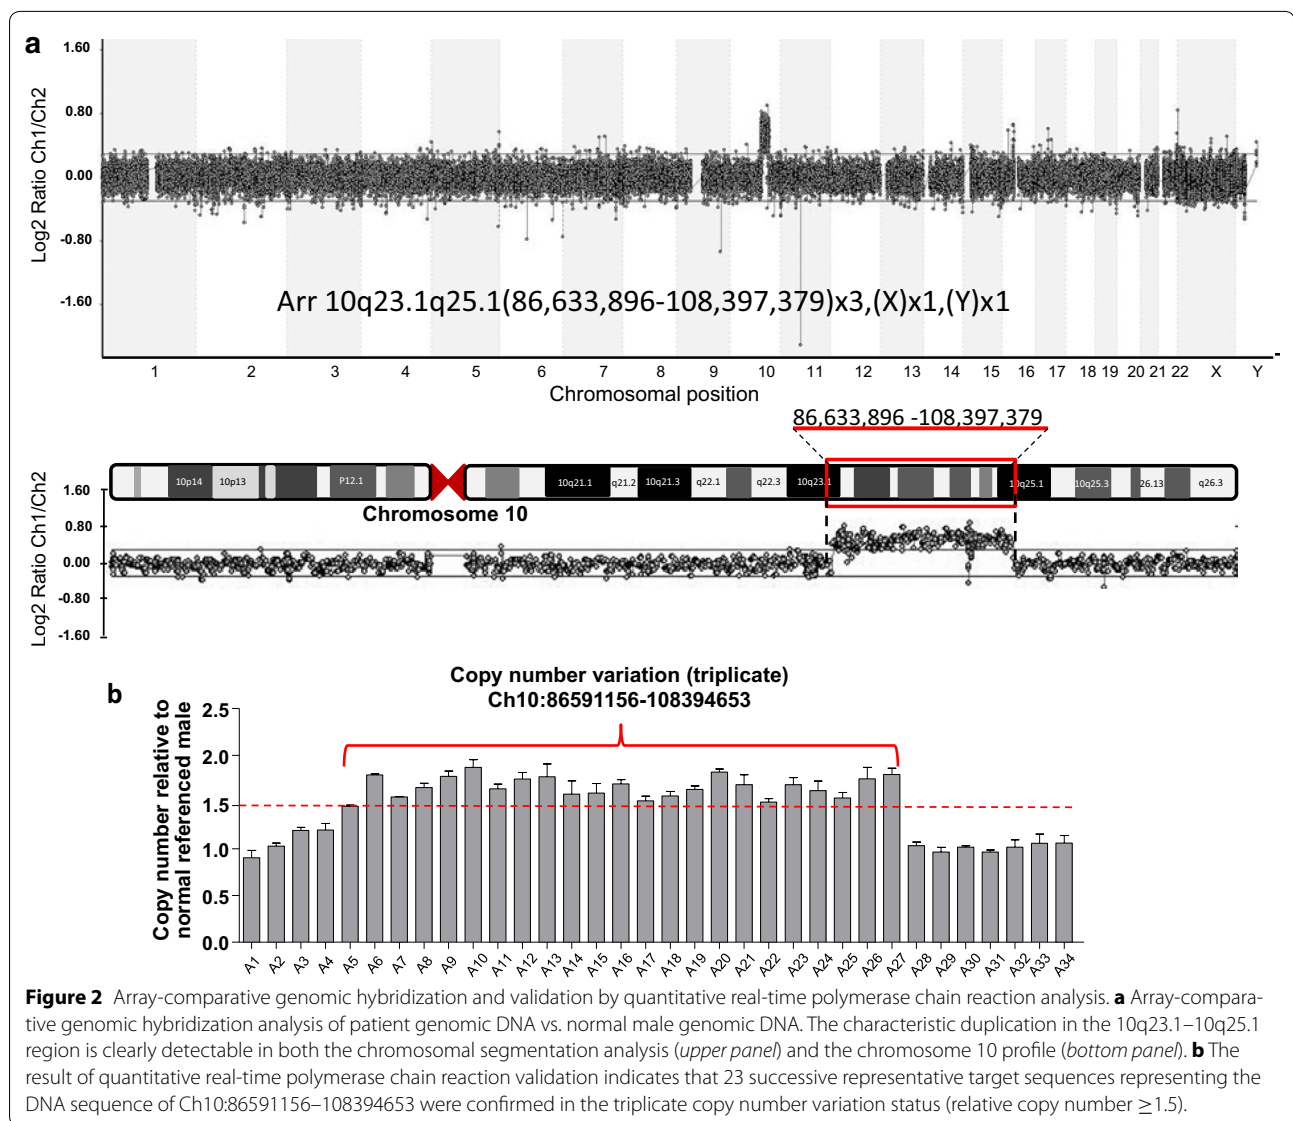 a
1.60
0.80
0.00
-0.80
-1.60
Log2 Ratio Ch1/Ch2
Arr 10q23.1q25.1(86,633,896-108,397,379)x3,(X)x1,(Y)x1
1 2 3 4 5 6 7 8 9 10 11 12 13 14 15 16 17 18 19 20 21 22 X Y
Chromosomal position
86,633,896 -108,397,379
10p14 10p13 P12.1 10q21.1 q21.2 10q21.3 q22.1 q22.3 10q23.1 10q25.1 10q25.3 26.13 q26.3
Chromosome 10
1.60
0.80
0.00
-0.80
-1.60
Log2 Ratio Ch1/Ch2
b
Copy number variation (triplicate)
Ch10:86591156-108394653
Copy number relative to
normal referenced male
2.5
2.0
1.5
1.0
0.5
0.0
A1 A2 A3 A4 A5 A6 A7 A8 A9 A10 A11 A12 A13 A14 A15 A16 A17 A18 A19 A20 A21 A22 A23 A24 A25 A26 A27 A28 A29 A30 A31 A32 A33 A34
Figure 2 Array-comparative genomic hybridization and validation by quantitative real-time polymerase chain reaction analysis. a Array-compara-
tive genomic hybridization analysis of patient genomic DNA vs. normal male genomic DNA. The characteristic duplication in the 10q23.1–10q25.1
region is clearly detectable in both the chromosomal segmentation analysis (upper panel) and the chromosome 10 profile (bottom panel). b The
result of quantitative real-time polymerase chain reaction validation indicates that 23 successive representative target sequences representing the
DNA sequence of Ch10:86591156–108394653 were confirmed in the triplicate copy number variation status (relative copy number ≥1.5).